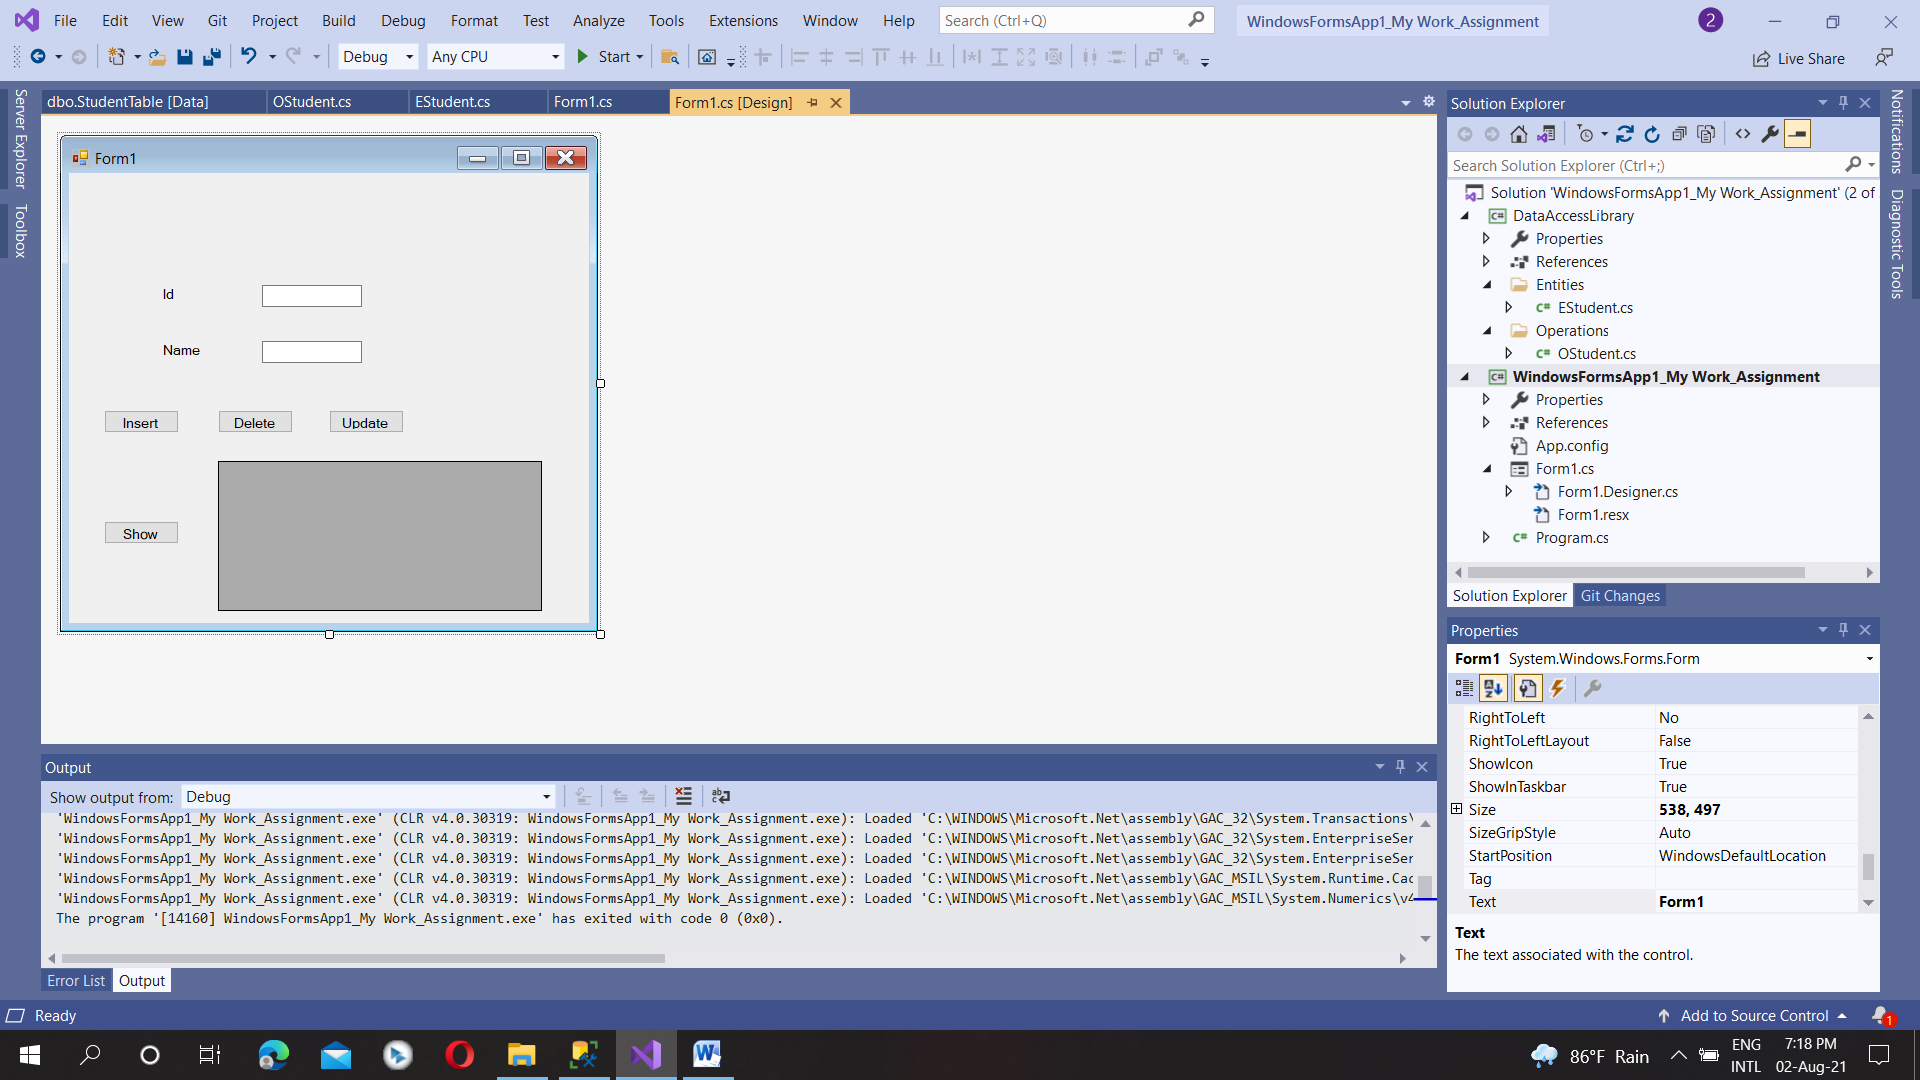 File Edit View Git Project Build Debug Format Test Analyze Tools Extensions Window Help Search (Ctrl+Q) WindowsFormsApp1_My Work_Assignment 2
Debug Any CPU Start Live Share
Server Explorer
Toolbox
dbo.StudentTable [Data] OStudent.cs EStudent.cs Form1.cs Form1.cs [Design]
Form1
Id
Name
Insert Delete Update
Show
Output
Show output from: Debug
'WindowsFormsApp1_My Work_Assignment.exe' (CLR v4.0.30319: WindowsFormsApp1_My Work_Assignment.exe): Loaded 'C:\WINDOWS\Microsoft.Net\assembly\GAC_32\System.Transactions\
'WindowsFormsApp1_My Work_Assignment.exe' (CLR v4.0.30319: WindowsFormsApp1_My Work_Assignment.exe): Loaded 'C:\WINDOWS\Microsoft.Net\assembly\GAC_32\System.EnterpriseSer
'WindowsFormsApp1_My Work_Assignment.exe' (CLR v4.0.30319: WindowsFormsApp1_My Work_Assignment.exe): Loaded 'C:\WINDOWS\Microsoft.Net\assembly\GAC_32\System.EnterpriseSer
'WindowsFormsApp1_My Work_Assignment.exe' (CLR v4.0.30319: WindowsFormsApp1_My Work_Assignment.exe): Loaded 'C:\WINDOWS\Microsoft.Net\assembly\GAC_MSIL\System.Runtime.Cac
'WindowsFormsApp1_My Work_Assignment.exe' (CLR v4.0.30319: WindowsFormsApp1_My Work_Assignment.exe): Loaded 'C:\WINDOWS\Microsoft.Net\assembly\GAC_MSIL\System.Numerics\v4
The program '[14160] WindowsFormsApp1_My Work_Assignment.exe' has exited with code 0 (0x0).
Error List Output
Solution Explorer
Search Solution Explorer (Ctrl+;)
Solution 'WindowsFormsApp1_My Work_Assignment' (2 of
DataAccessLibrary
Properties
References
Entities
EStudent.cs
Operations
OStudent.cs
WindowsFormsApp1_My Work_Assignment
Properties
References
App.config
Form1.cs
Form1.Designer.cs
Form1.resx
Program.cs
Solution Explorer Git Changes
Properties
Form1 System.Windows.Forms.Form
RightToLeft No
RightToLeftLayout False
ShowIcon True
ShowInTaskbar True
Size 538, 497
SizeGripStyle Auto
StartPosition WindowsDefaultLocation
Tag
Text Form1
Text
The text associated with the control.
Notifications
Diagnostic Tools
Ready Add to Source Control 1
86°F Rain ENG 7:18 PM
INTL 02-Aug-21